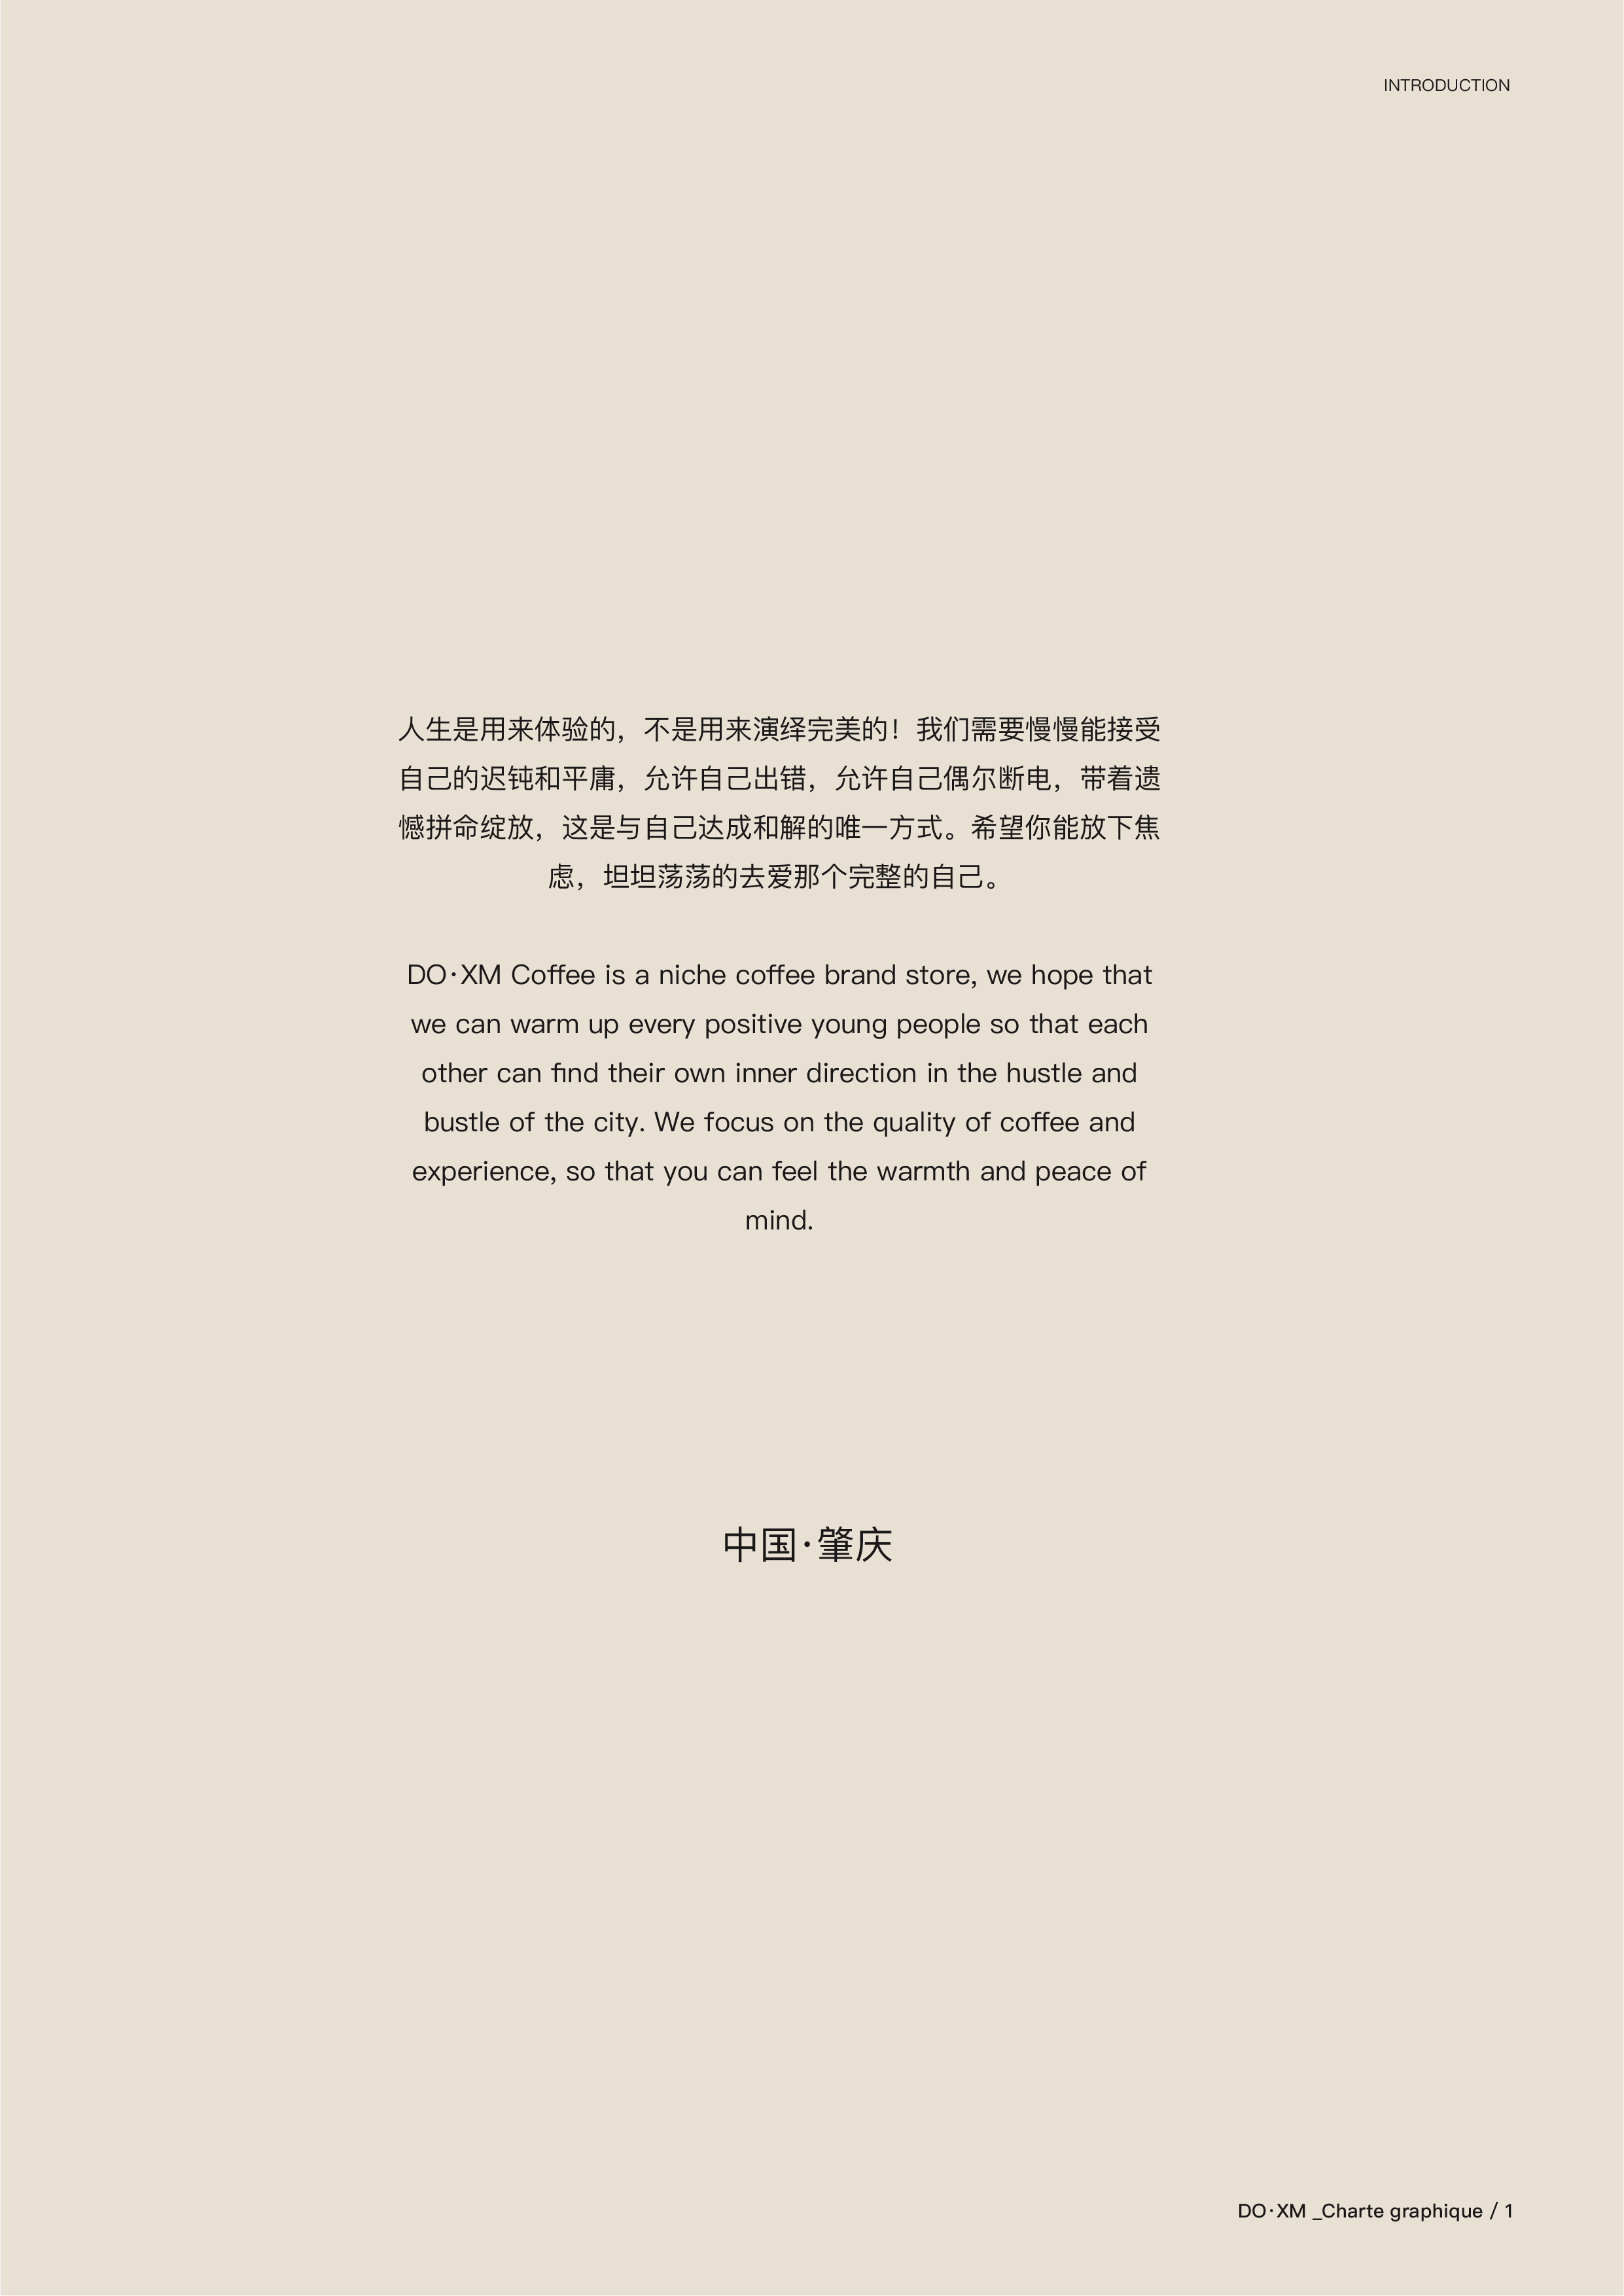 INTRODUCTION
人生是用来体验的，不是用来演绎完美的！我们需要慢慢能接受
自己的迟钝和平庸，允许自己出错，允许自己偶尔断电，带着遗
憾拼命绽放，这是与自己达成和解的唯一方式。希望你能放下焦
虑，坦坦荡荡的去爱那个完整的自己。
DO·XM Coffee is a niche coffee brand store, we hope that
we can warm up every positive young people so that each
other can find their own inner direction in the hustle and
bustle of the city. We focus on the quality of coffee and
experience, so that you can feel the warmth and peace of
mind.
中国·肇庆
DO·XM _Charte graphique / 1